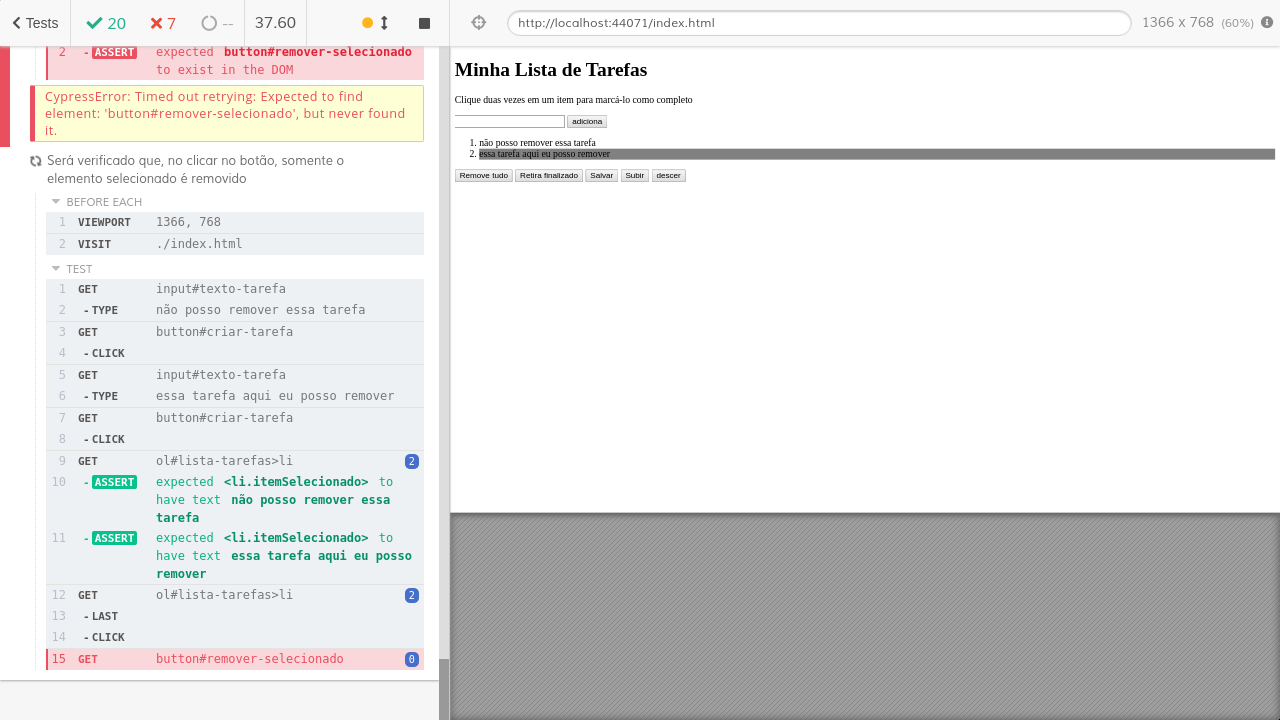 Tests
20
7
--
37.60
http://localhost:44071/index.html
1366 x 768 (60%)
2 - ASSERT expected button#remover-selecionado
to exist in the DOM
CypressError: Timed out retrying: Expected to find
element: 'button#remover-selecionado', but never found
it.
Será verificado que, no clicar no botão, somente o
elemento selecionado é removido
BEFORE EACH
1 VIEWPORT 1366, 768
2 VISIT ./index.html
TEST
1 GET input#texto-tarefa
2 - TYPE não posso remover essa tarefa
3 GET button#criar-tarefa
4 - CLICK
5 GET input#texto-tarefa
6 - TYPE essa tarefa aqui eu posso remover
7 GET button#criar-tarefa
8 - CLICK
9 GET ol#lista-tarefas>li 2
10 - ASSERT expected <li.itemSelecionado> to
have text não posso remover essa
tarefa
11 - ASSERT expected <li.itemSelecionado> to
have text essa tarefa aqui eu posso
remover
12 GET ol#lista-tarefas>li 2
13 - LAST
14 - CLICK
15 GET button#remover-selecionado 0
Minha Lista de Tarefas
Clique duas vezes em um item para marcá-lo como completo
adiciona
1. não posso remover essa tarefa
2. essa tarefa aqui eu posso remover
Remove tudo Retira finalizado Salvar Subir descer